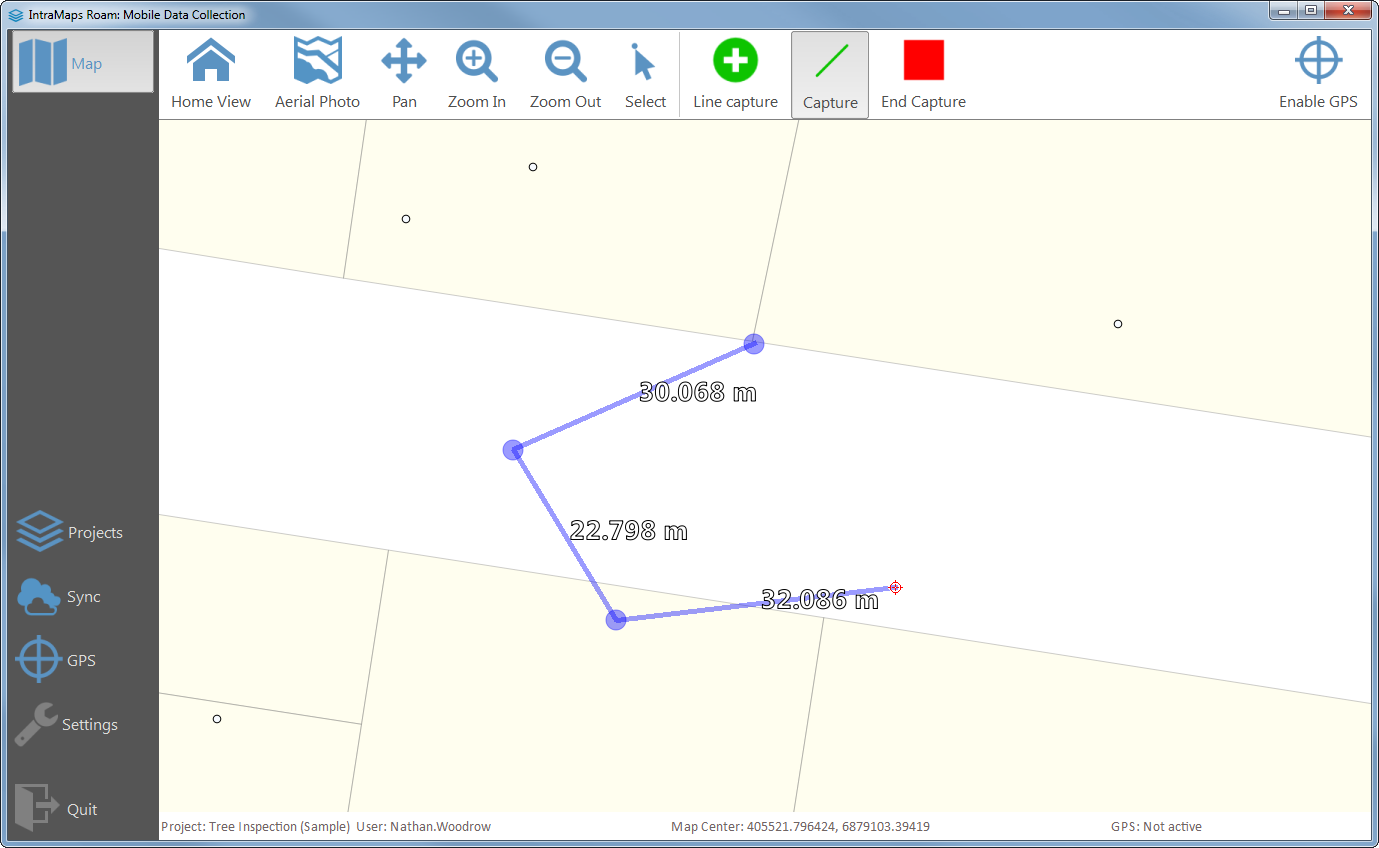 IntraMaps Roam: Mobile Data Collection
Map
Home View
Aerial Photo
Pan
Zoom In
Zoom Out
Select
Line capture
Capture
End Capture
Enable GPS
30.068 m
22.798 m
32.086 m
Projects
Sync
GPS
Settings
Quit
Project: Tree Inspection (Sample) User: Nathan.Woodrow
Map Center: 405521.796424, 6879103.39419
GPS: Not active